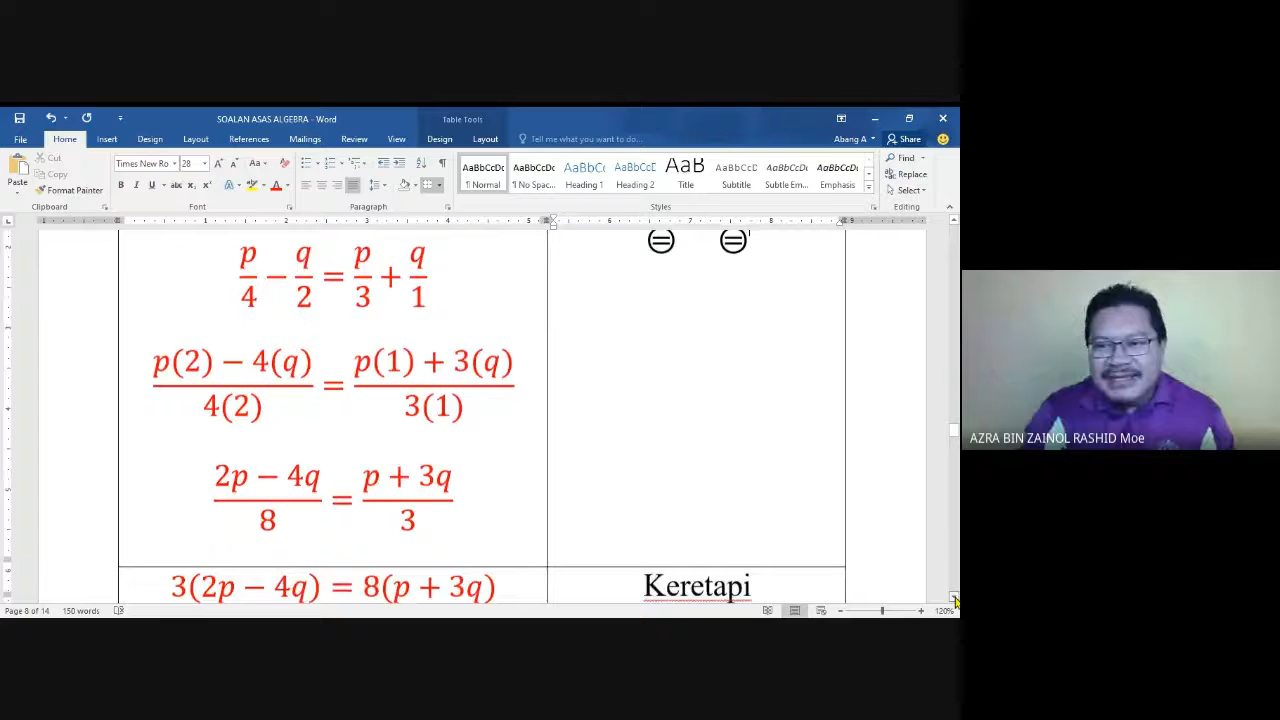 SOALAN ASAS ALGEBRA - Word
Table Tools
File Home Insert Design Layout References Mailings Review View Design Layout Tell me what you want to do... Abang A Share
Paste
Cut
Copy
Format Painter
Clipboard
Times New Ro 28
Font
Paragraph
AaBbCcDc AaBbCcDc AaBbCc AaBbCcE AaB AaBbCcD AaBbCcDc AaBbCcDc
¶ Normal ¶ No Spac... Heading 1 Heading 2 Title Subtitle Subtle Em... Emphasis
Styles
Find
Replace
Select
Editing
p/4 − q/2 = p/3 + q/1
(p(2) − 4(q))/(4(2)) = (p(1) + 3(q))/(3(1))
(2p − 4q)/8 = (p + 3q)/3
3(2p − 4q) = 8(p + 3q)
Keretapi
AZRA BIN ZAINOL RASHID Moe
Page 8 of 14 150 words
120%